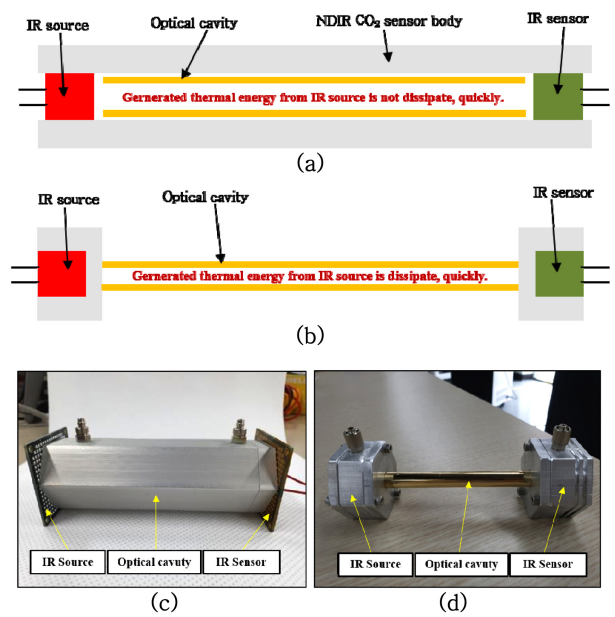 IR source
Optical cavity
NDIR CO₂ sensor body
IR sensor
Gernerated thermal energy from IR source is not dissipate, quickly.
(a)
IR source
Optical cavity
IR sensor
Gernerated thermal energy from IR source is dissipate, quickly.
(b)
IR Source
Optical cavuty
IR Sensor
IR Source
Optical cavuty
IR Sensor
(c)
(d)